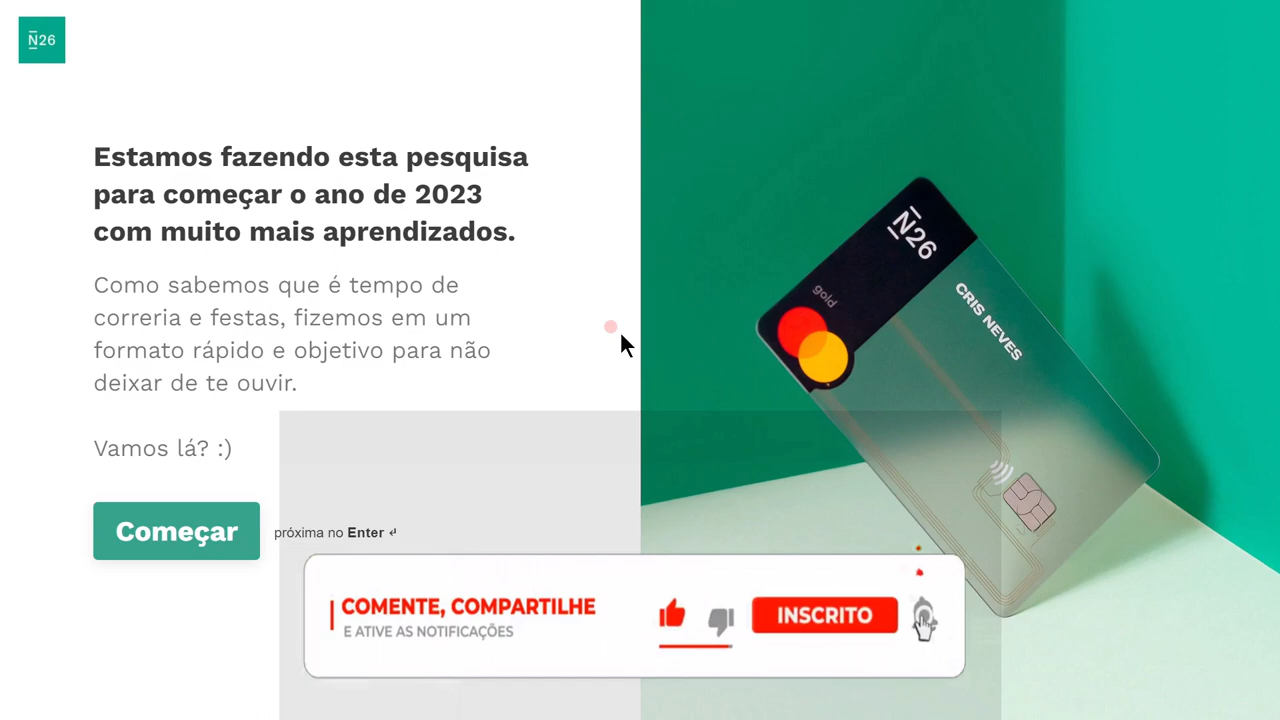 N26
Estamos fazendo esta pesquisa
para começar o ano de 2023
com muito mais aprendizados.
Como sabemos que é tempo de
correria e festas, fizemos em um
formato rápido e objetivo para não
deixar de te ouvir.
Vamos lá? :)
Começar
próxima no Enter ↵
N26
gold
CRIS NEVES
COMENTE, COMPARTILHE
E ATIVE AS NOTIFICAÇÕES
INSCRITO